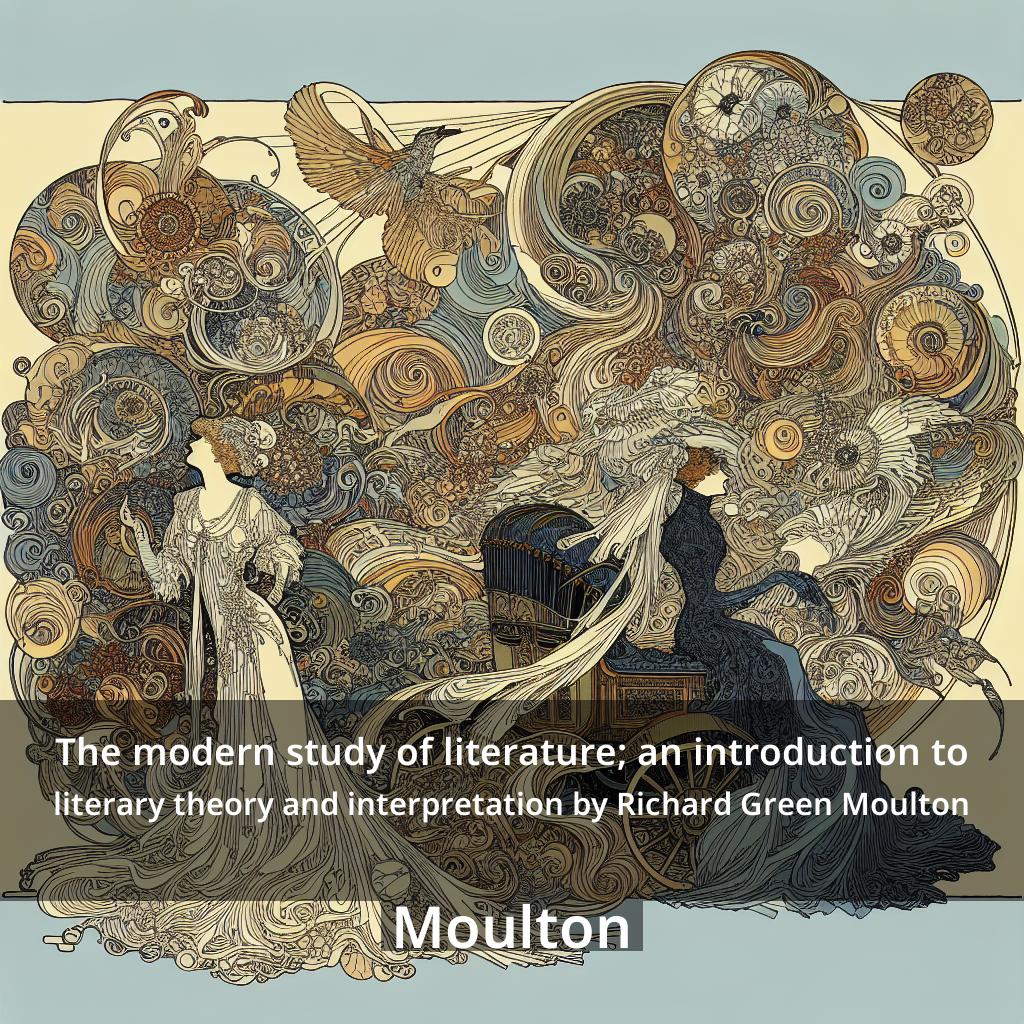 The modern study of literature; an introduction to
literary theory and interpretation by Richard Green Moulton
Moulton